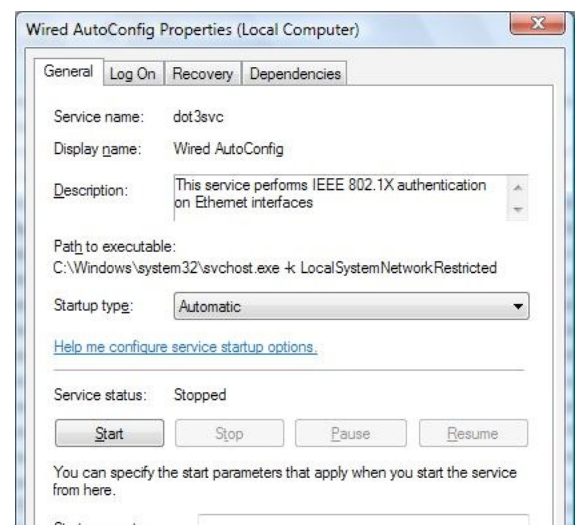 Wired AutoConfig Properties (Local Computer)
General Log On Recovery Dependencies
Service name: dot3svc
Display name: Wired AutoConfig
Description: This service performs IEEE 802.1X authentication
on Ethernet interfaces
Path to executable:
C:\Windows\system32\svchost.exe -k LocalSystemNetworkRestricted
Startup type: Automatic
Help me configure service startup options.
Service status: Stopped
Start Stop Pause Resume
You can specify the start parameters that apply when you start the service
from here.